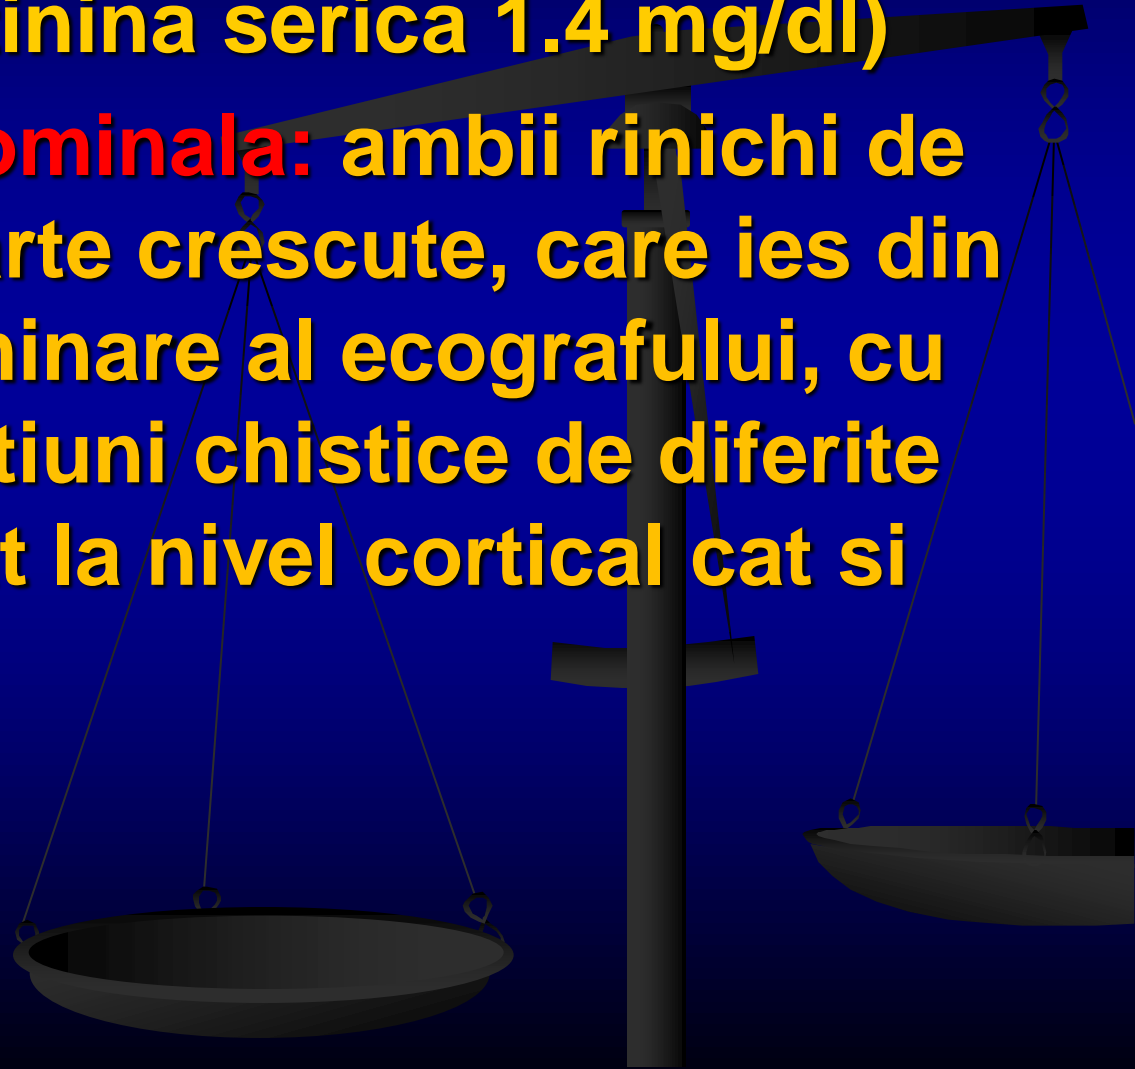 inina serica 1.4 mg/dl)
ominala: ambii rinichi de
arte crescute, care ies din
ninare al ecografului, cu
tiuni chistice de diferite
t la nivel cortical cat si